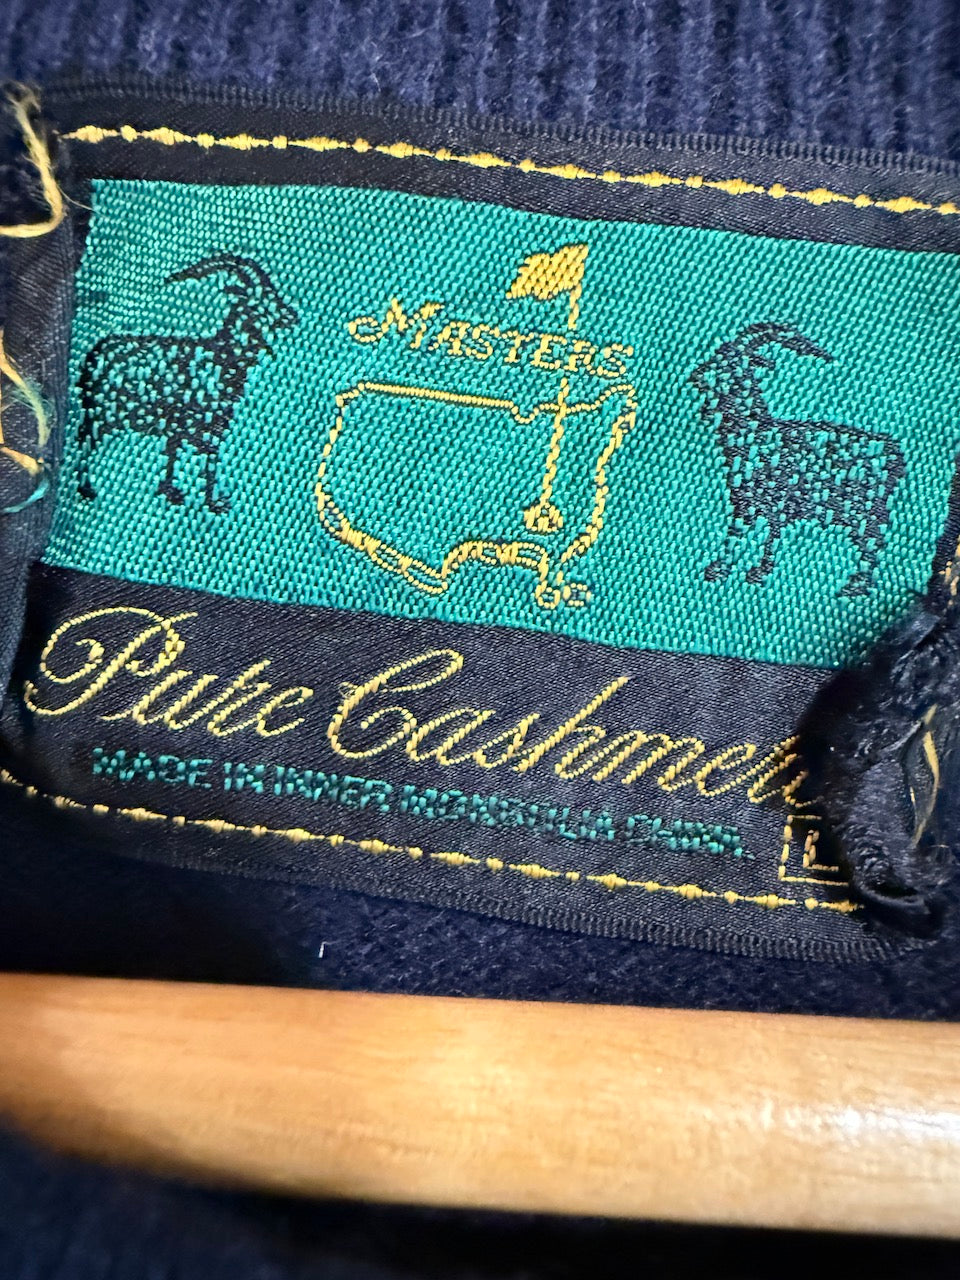 Masters
Pure Cashmere
MADE IN INNER MONGOLIA CHINA
L